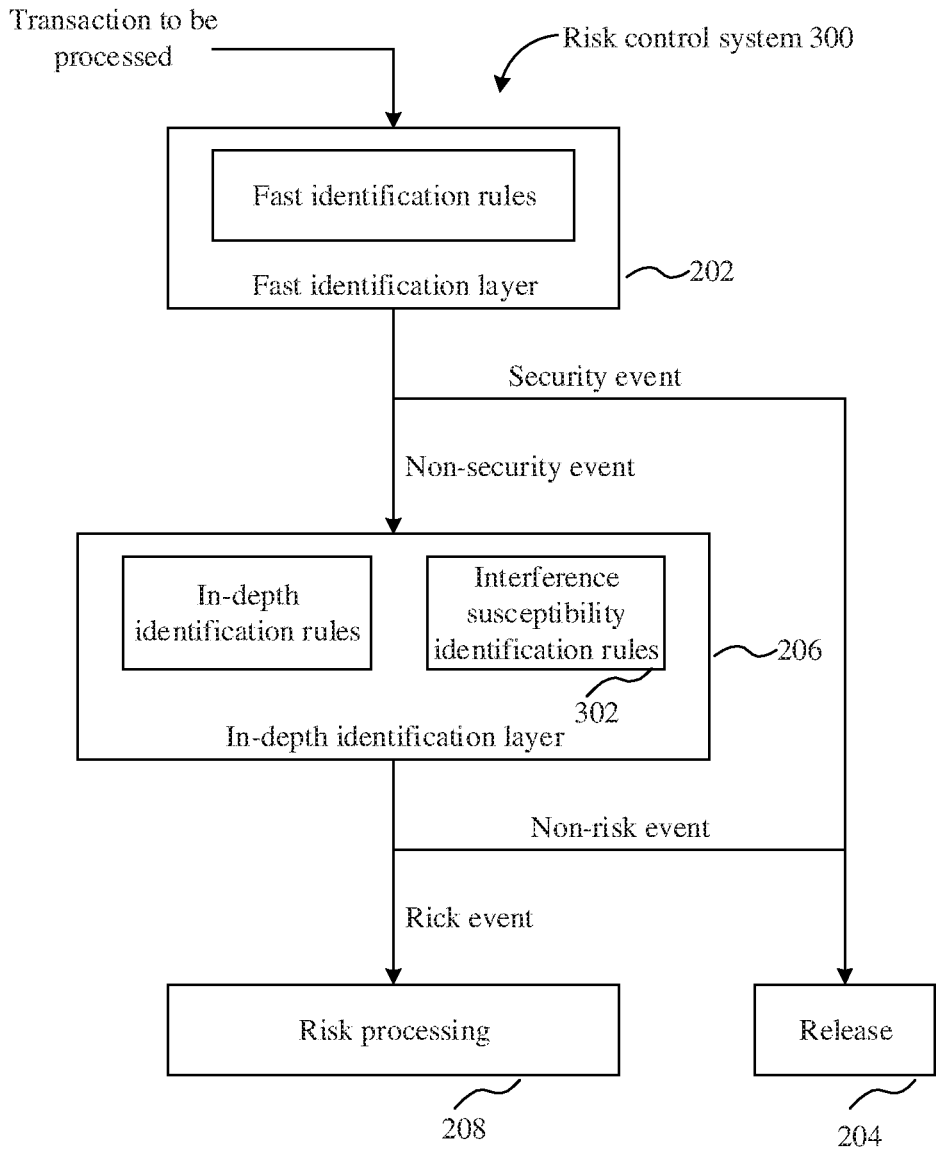 Transaction to be
processed
Risk control system 300
Fast identification rules
Fast identification layer
202
Security event
Non-security event
In-depth
identification rules
Interference
susceptibility
identification rules
302
206
In-depth identification layer
Non-risk event
Rick event
Risk processing
Release
208
204